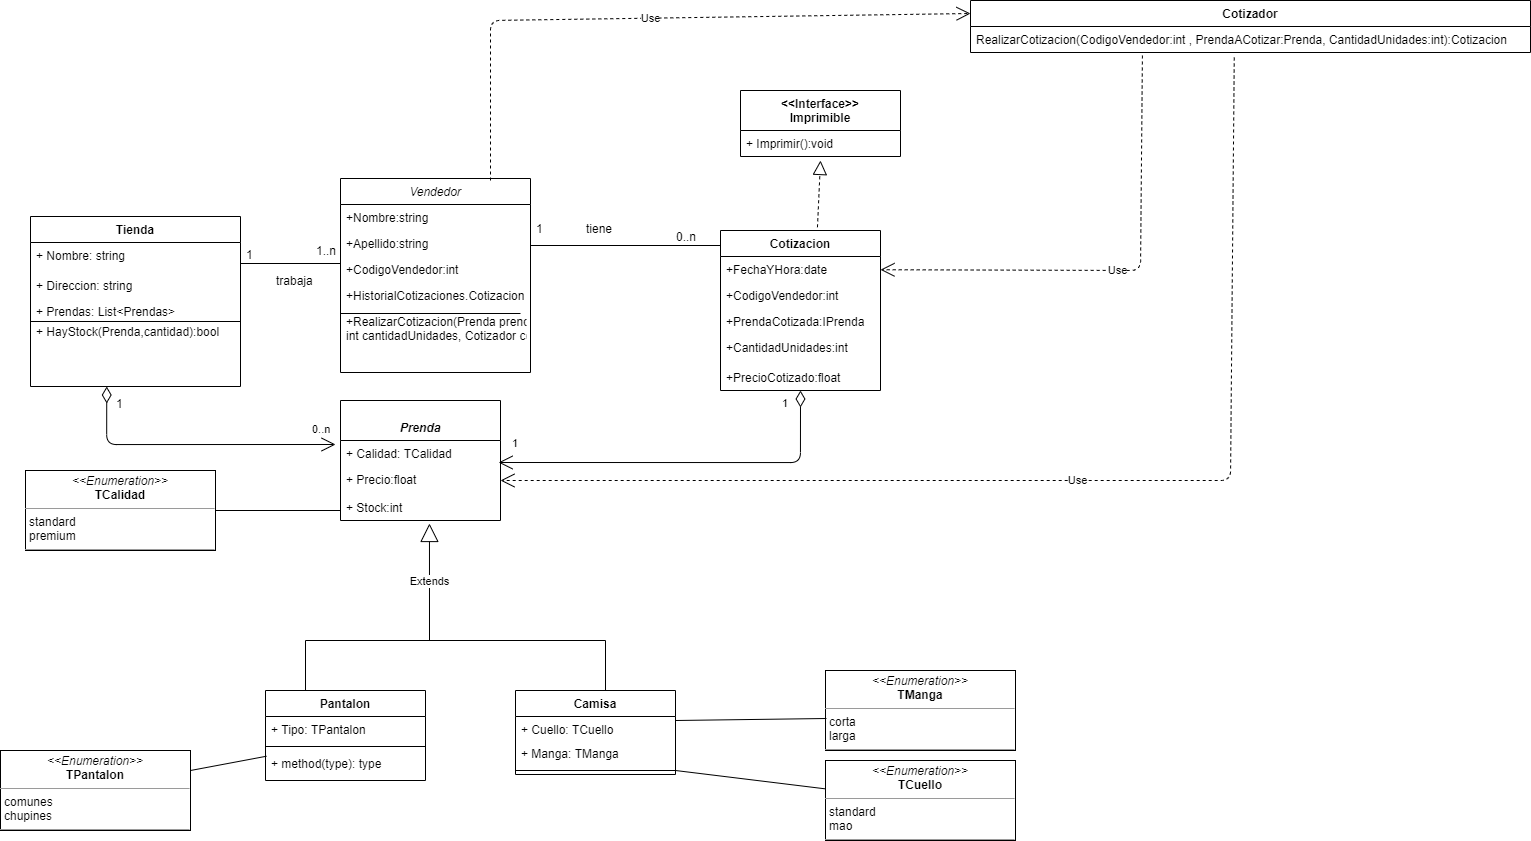 Use
Cotizador
RealizarCotizacion(CodigoVendedor:int , PrendaACotizar:Prenda, CantidadUnidades:int):Cotizacion
<<Interface>>
Imprimible
+ Imprimir():void
Vendedor
+Nombre:string
+Apellido:string
+CodigoVendedor:int
+HistorialCotizaciones.Cotizacion
+RealizarCotizacion(Prenda prend
int cantidadUnidades, Cotizador c
Tienda
+ Nombre: string
+ Direccion: string
+ Prendas: List<Prendas>
+ HayStock(Prenda,cantidad):bool
1
1..n
trabaja
1
tiene
0..n
Cotizacion
+FechaYHora:date
+CodigoVendedor:int
+PrendaCotizada:IPrenda
+CantidadUnidades:int
+PrecioCotizado:float
Use
1
0..n
1
1
Prenda
+ Calidad: TCalidad
+ Precio:float
+ Stock:int
Use
<<Enumeration>>
TCalidad
standard
premium
Extends
Pantalon
+ Tipo: TPantalon
+ method(type): type
Camisa
+ Cuello: TCuello
+ Manga: TManga
<<Enumeration>>
TManga
corta
larga
<<Enumeration>>
TPantalon
comunes
chupines
<<Enumeration>>
TCuello
standard
mao